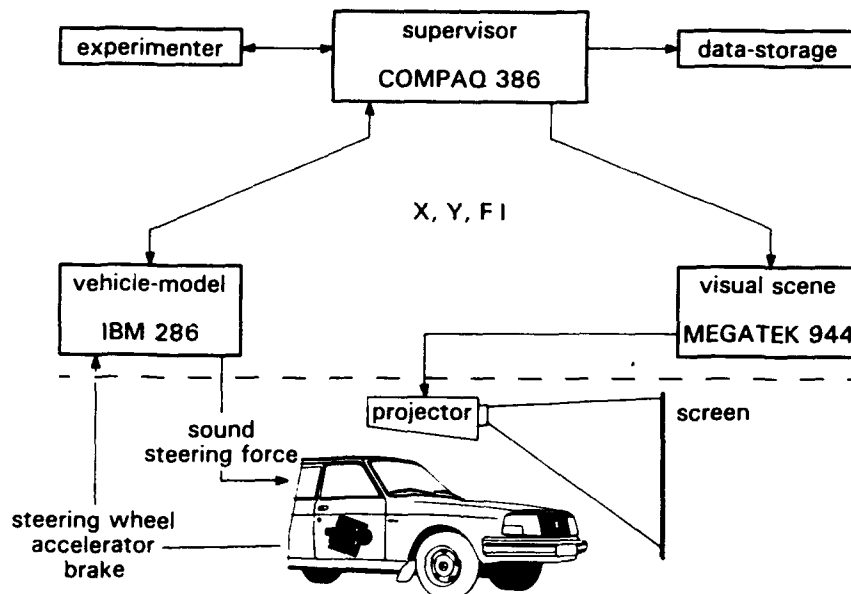 experimenter
supervisor
COMPAQ 386
data-storage
X, Y, FI
vehicle-model
IBM 286
visual scene
MEGATEK 944
projector
screen
sound
steering force
steering wheel
accelerator
brake